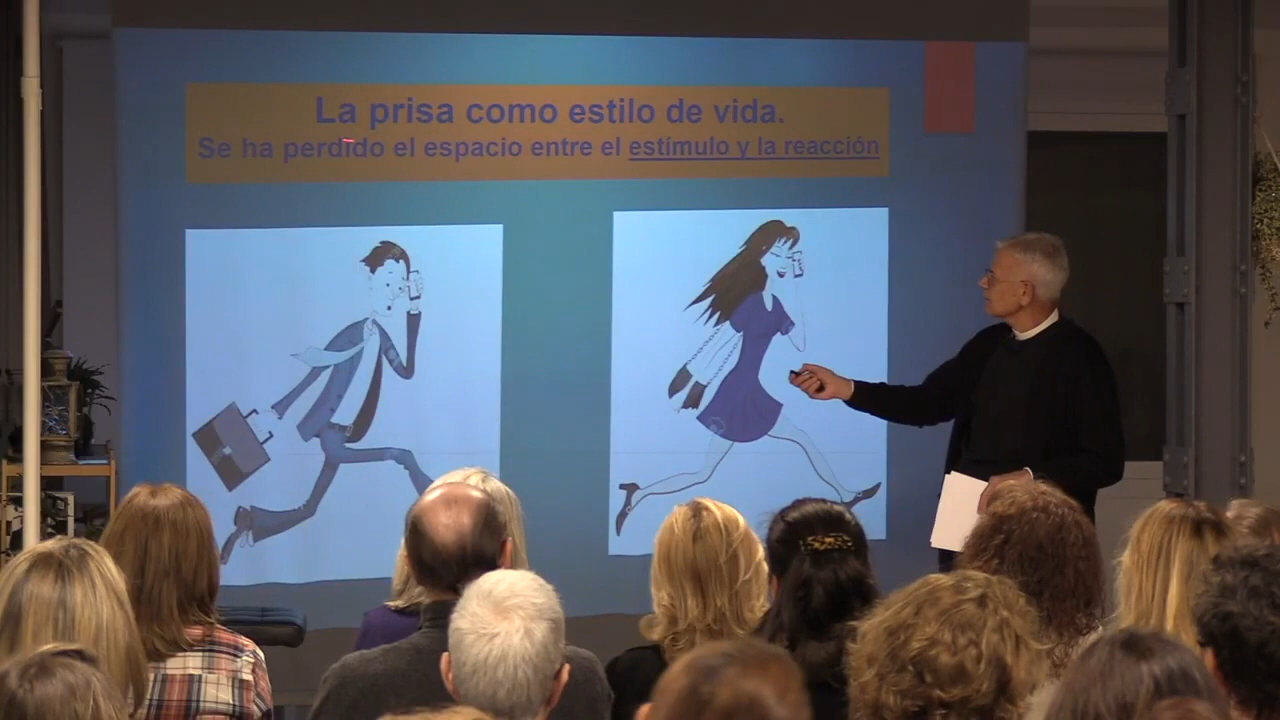 La prisa como estilo de vida.
Se ha perdido el espacio entre el estímulo y la reacción